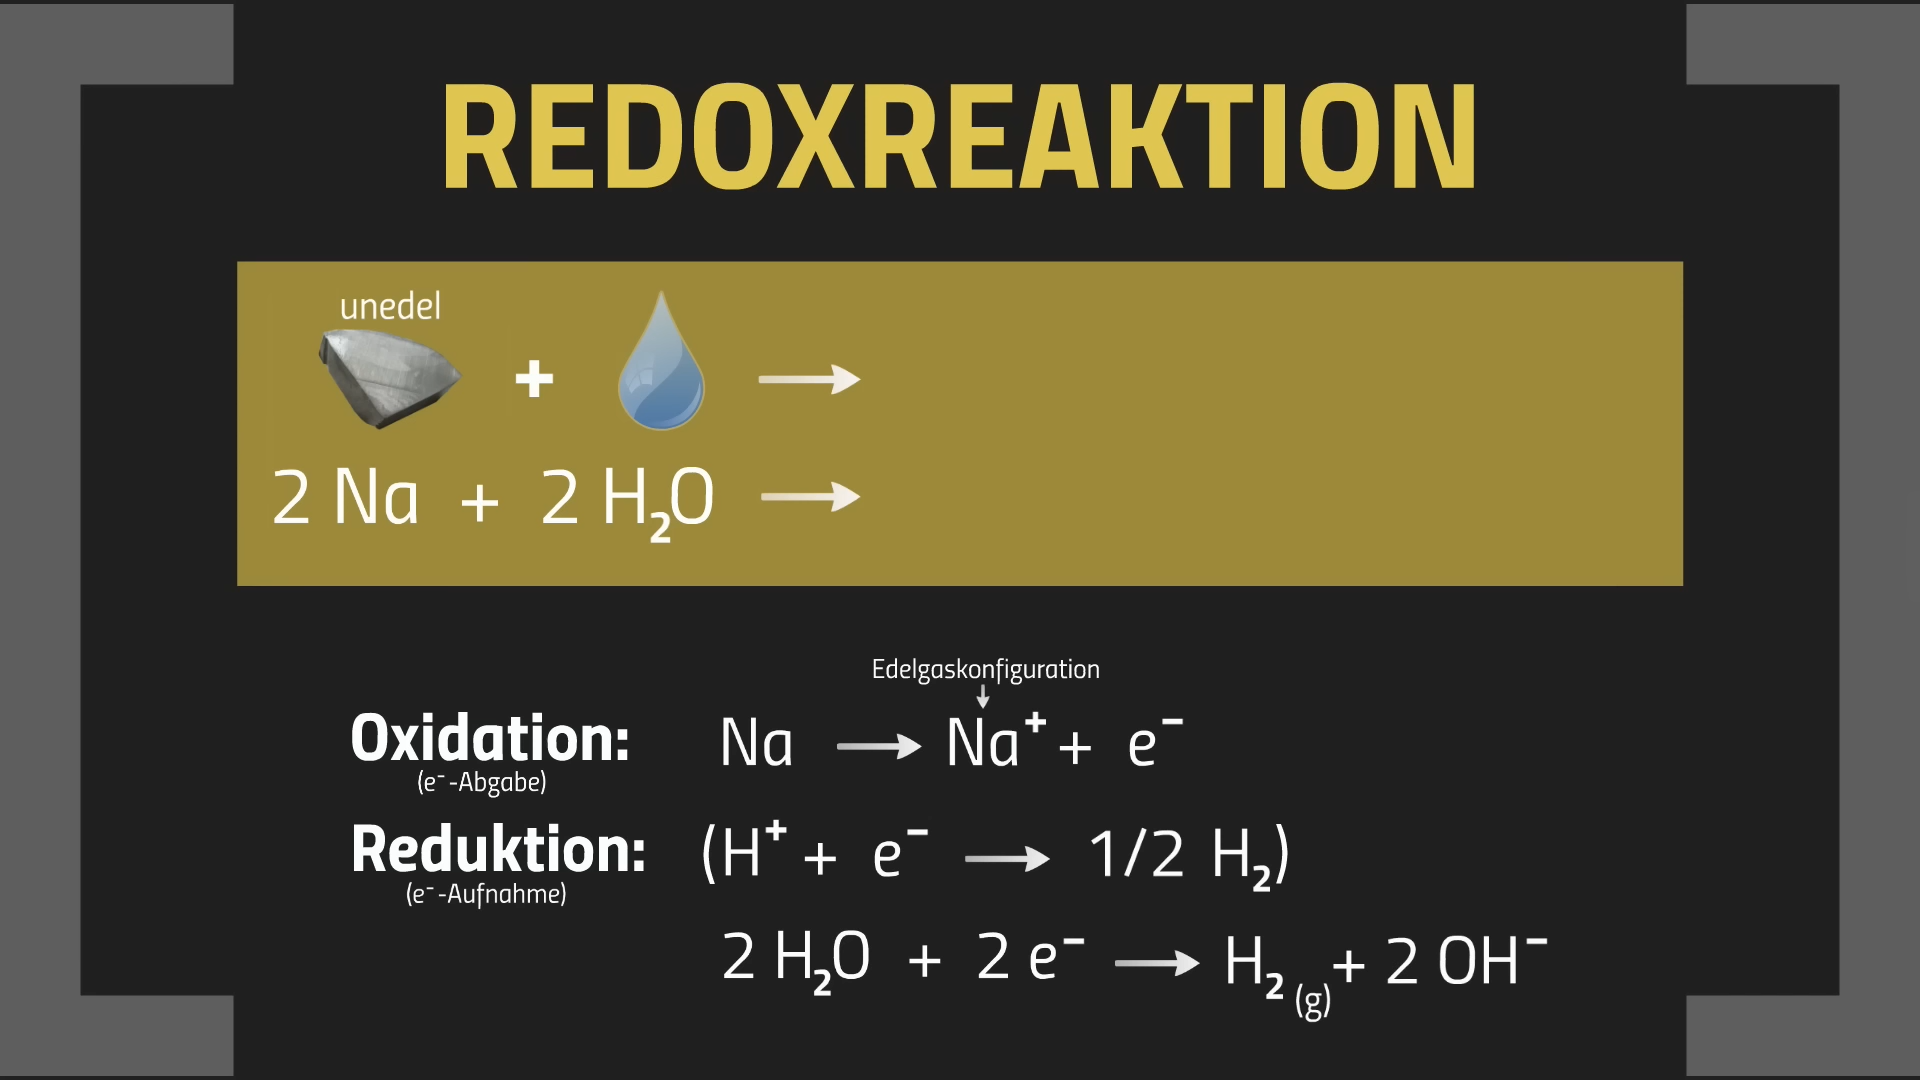 REDOXREAKTION
unedel
+ →
2 Na + 2 H₂O →
Edelgaskonfiguration
↓
Oxidation: Na → Na⁺ + e⁻
(e⁻-Abgabe)
Reduktion: (H⁺ + e⁻ → 1/2 H₂)
(e⁻-Aufnahme)
2 H₂O + 2 e⁻ → H₂ (g) + 2 OH⁻